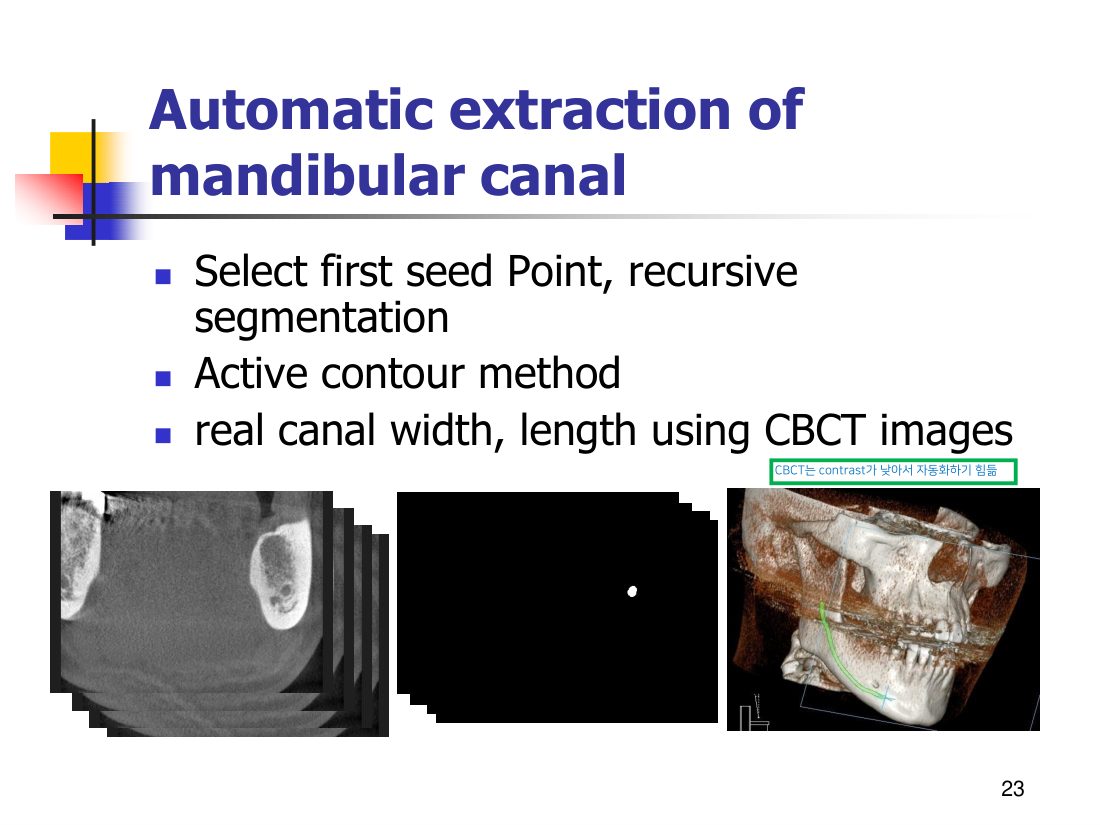 Automatic extraction of
mandibular canal
Select first seed Point, recursive
segmentation
Active contour method
real canal width, length using CBCT images
CBCT는 contrast가 낮아서 자동화하기 힘듦
23